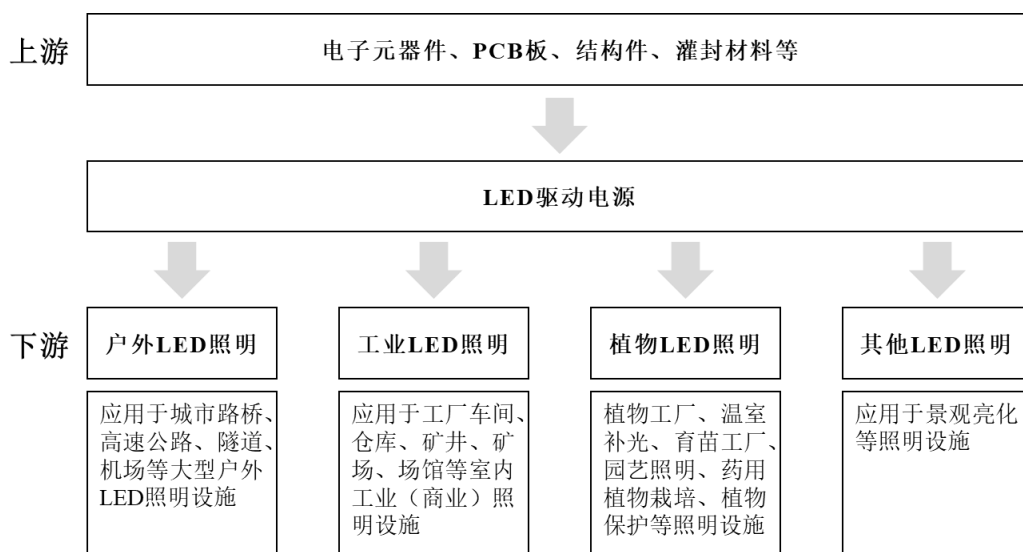 上游
电子元器件、PCB板、结构件、灌封材料等
LED驱动电源
下游
户外LED照明
工业LED照明
植物LED照明
其他LED照明
应用于城市路桥、
高速公路、隧道、
机场等大型户外
LED照明设施
应用于工厂车间、
仓库、矿井、矿
场、场馆等室内
工业（商业）照
明设施
植物工厂、温室
补光、育苗工厂、
园艺照明、药用
植物栽培、植物
保护等照明设施
应用于景观亮化
等照明设施